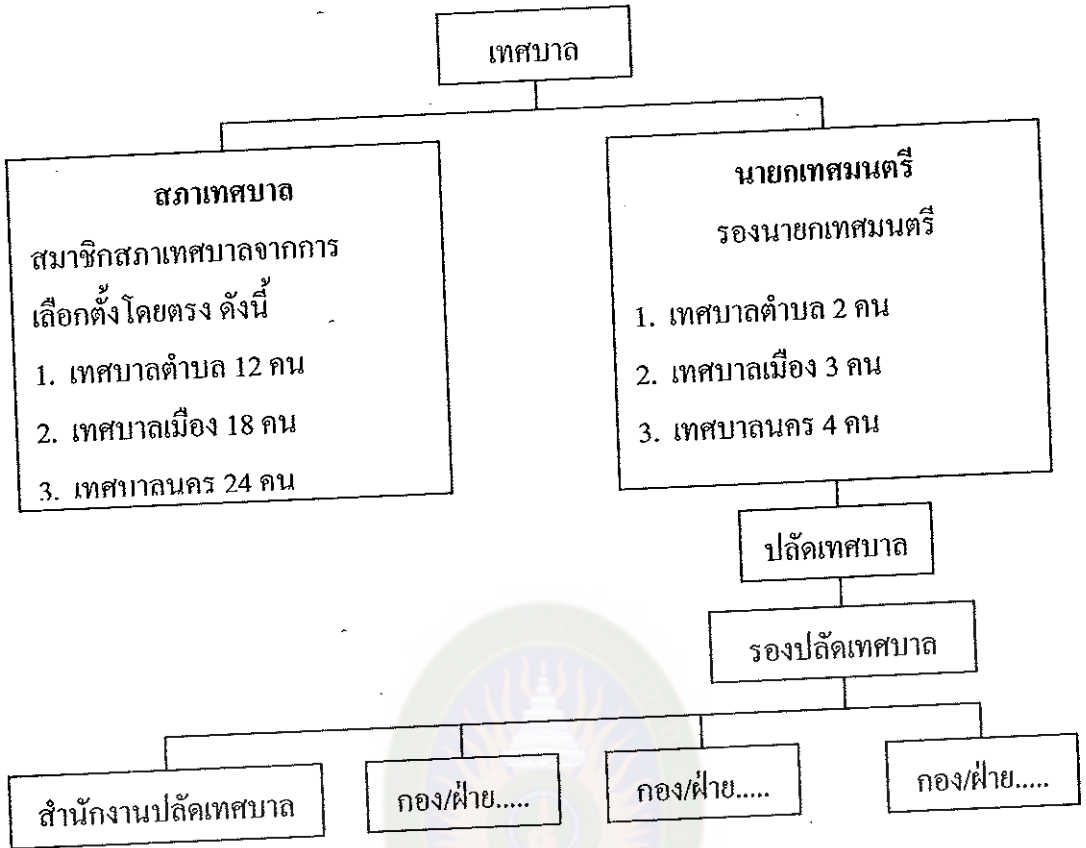 เทศบาล
สภาเทศบาล
สมาชิกสภาเทศบาลจากการ
เลือกตั้งโดยตรง ดังนี้
1. เทศบาลตำบล 12 คน
2. เทศบาลเมือง 18 คน
3. เทศบาลนคร 24 คน
นายกเทศมนตรี
รองนายกเทศมนตรี
1. เทศบาลตำบล 2 คน
2. เทศบาลเมือง 3 คน
3. เทศบาลนคร 4 คน
ปลัดเทศบาล
รองปลัดเทศบาล
สำนักงานปลัดเทศบาล
กอง/ฝ่าย.....
กอง/ฝ่าย.....
กอง/ฝ่าย.....